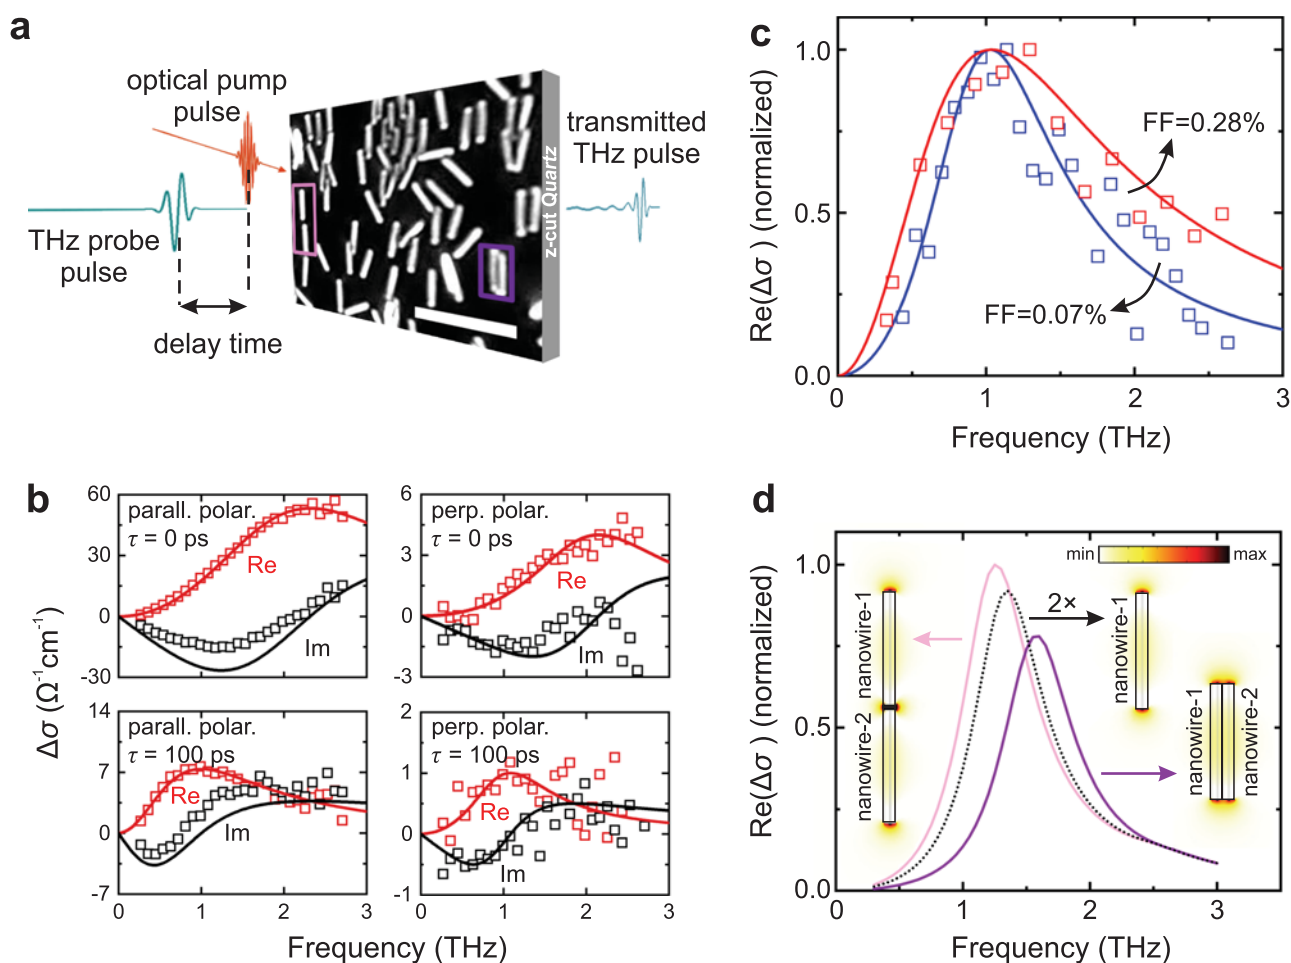 a
optical pump
pulse
THz probe
pulse
delay time
z-cut Quartz
transmitted
THz pulse
b
Δσ (Ω⁻¹cm⁻¹)
60
30
0
-30
parall. polar.
τ = 0 ps
Re
Im
6
3
0
-3
perp. polar.
τ = 0 ps
Re
Im
14
7
0
-7
parall. polar.
τ = 100 ps
Re
Im
0 1 2 3
2
1
0
-1
perp. polar.
τ = 100 ps
Re
Im
0 1 2 3
Frequency (THz)
c
Re(Δσ ) (normalized)
1.0
0.5
0.0
FF=0.28%
FF=0.07%
0 1 2 3
Frequency (THz)
d
Re(Δσ ) (normalized)
1.0
0.5
0.0
min max
nanowire-1
nanowire-2
2×
nanowire-1
nanowire-1
nanowire-2
1 2 3
Frequency (THz)